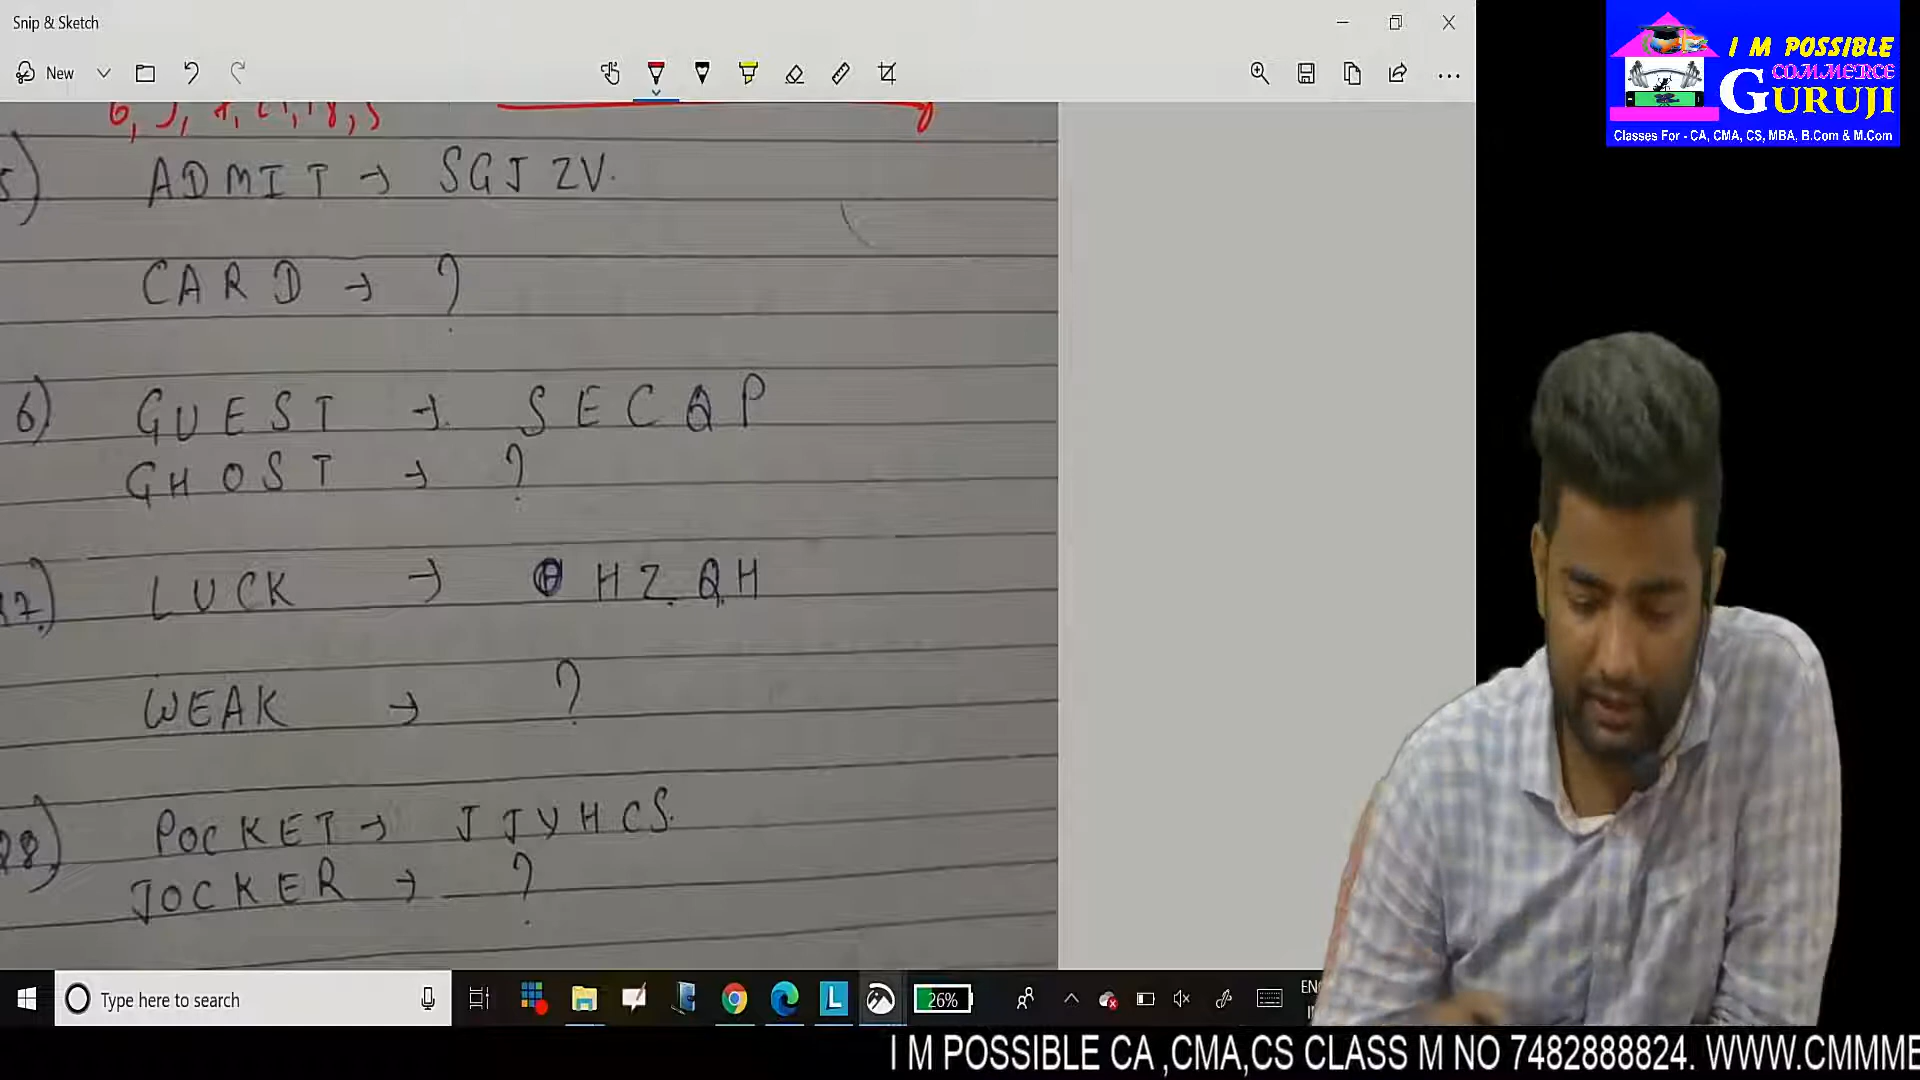 Snip & Sketch
New
I M POSSIBLE
COMMERCE
GURUJI
Classes For - CA, CMA, CS, MBA, B.Com & M.Com
5) ADMIT → SGJZV.
CARD → ?
6) GUEST → SECQP
GHOST → ?
27.) LUCK → HZQH
WEAK → ?
28) POCKET → JJYHCS.
JOCKER → ?
Type here to search
26%
I M POSSIBLE CA ,CMA,CS CLASS M NO 7482888824. WWW.CMMME